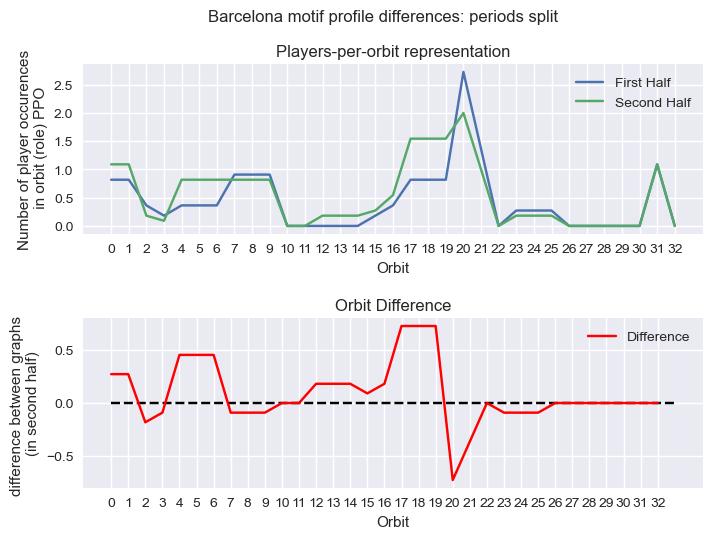 Barcelona motif profile differences: periods split
Players-per-orbit representation
Number of player occurences
in orbit (role) PPO
2.5
2.0
1.5
1.0
0.5
0.0
First Half
Second Half
0 1 2 3 4 5 6 7 8 9 10 11 12 13 14 15 16 17 18 19 20 21 22 23 24 25 26 27 28 29 30 31 32
Orbit
Orbit Difference
difference between graphs
(in second half)
0.5
0.0
−0.5
Difference
0 1 2 3 4 5 6 7 8 9 10 11 12 13 14 15 16 17 18 19 20 21 22 23 24 25 26 27 28 29 30 31 32
Orbit